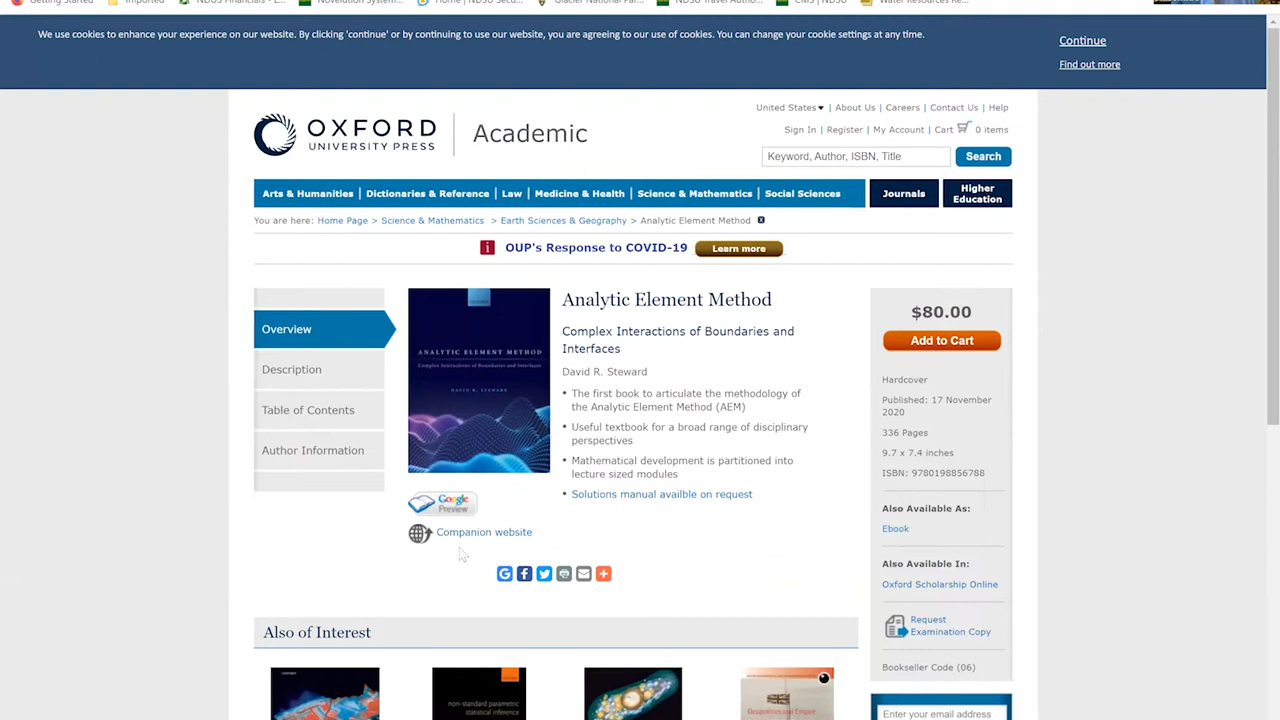 Getting Started
Imported
We use cookies to enhance your experience on our website. By clicking 'continue' or by continuing to use our website, you are agreeing to our use of cookies. You can change your cookie settings at any time.
Continue
Find out more
United States | About Us | Careers | Contact Us | Help
Sign In | Register | My Account | Cart 0 items
OXFORD
UNIVERSITY PRESS
Academic
Keyword, Author, ISBN, Title
Search
Arts & Humanities | Dictionaries & Reference | Law | Medicine & Health | Science & Mathematics | Social Sciences
Journals
Higher
Education
You are here: Home Page > Science & Mathematics > Earth Sciences & Geography > Analytic Element Method
OUP's Response to COVID-19
Learn more
Overview
Description
Table of Contents
Author Information
ANALYTIC ELEMENT METHOD
Complex Interactions of Boundaries and Interfaces
DAVID R. STEWARD
Google
Preview
Companion website
Analytic Element Method
Complex Interactions of Boundaries and
Interfaces
David R. Steward
• The first book to articulate the methodology of
the Analytic Element Method (AEM)
• Useful textbook for a broad range of disciplinary
perspectives
• Mathematical development is partitioned into
lecture sized modules
• Solutions manual availble on request
$80.00
Add to Cart
Hardcover
Published: 17 November
2020
336 Pages
9.7 x 7.4 inches
ISBN: 9780198856788
Also Available As:
Ebook
Also Available In:
Oxford Scholarship Online
Request
Examination Copy
Bookseller Code (06)
Enter your email address
Also of Interest
non-standard parametric
statistical inference
Geopolitics and Empire